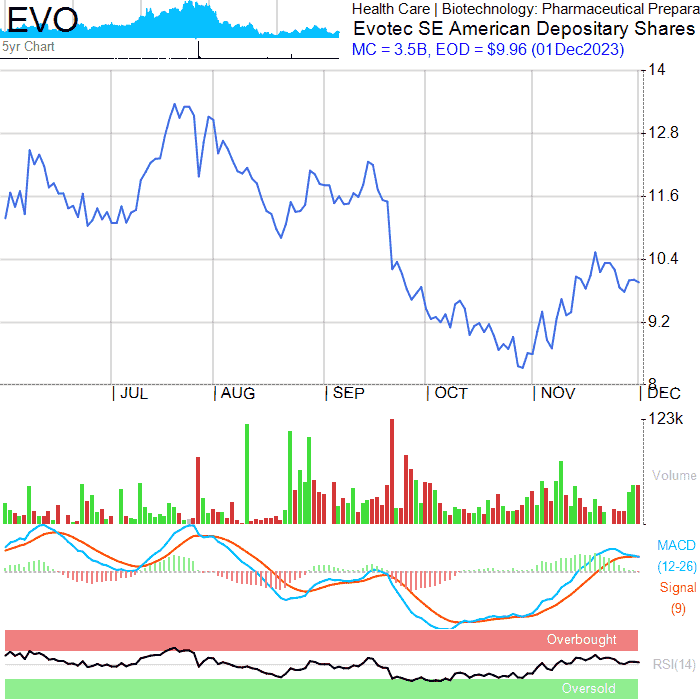 EVO
Health Care | Biotechnology: Pharmaceutical Prepara
Evotec SE American Depositary Shares
5yr Chart
MC = 3.5B, EOD = $9.96 (01Dec2023)
14
12.8
11.6
10.4
9.2
8
JUL
AUG
SEP
OCT
NOV
DEC
123k
Volume
MACD
(12-26)
Signal
(9)
Overbought
RSI(14)
Oversold